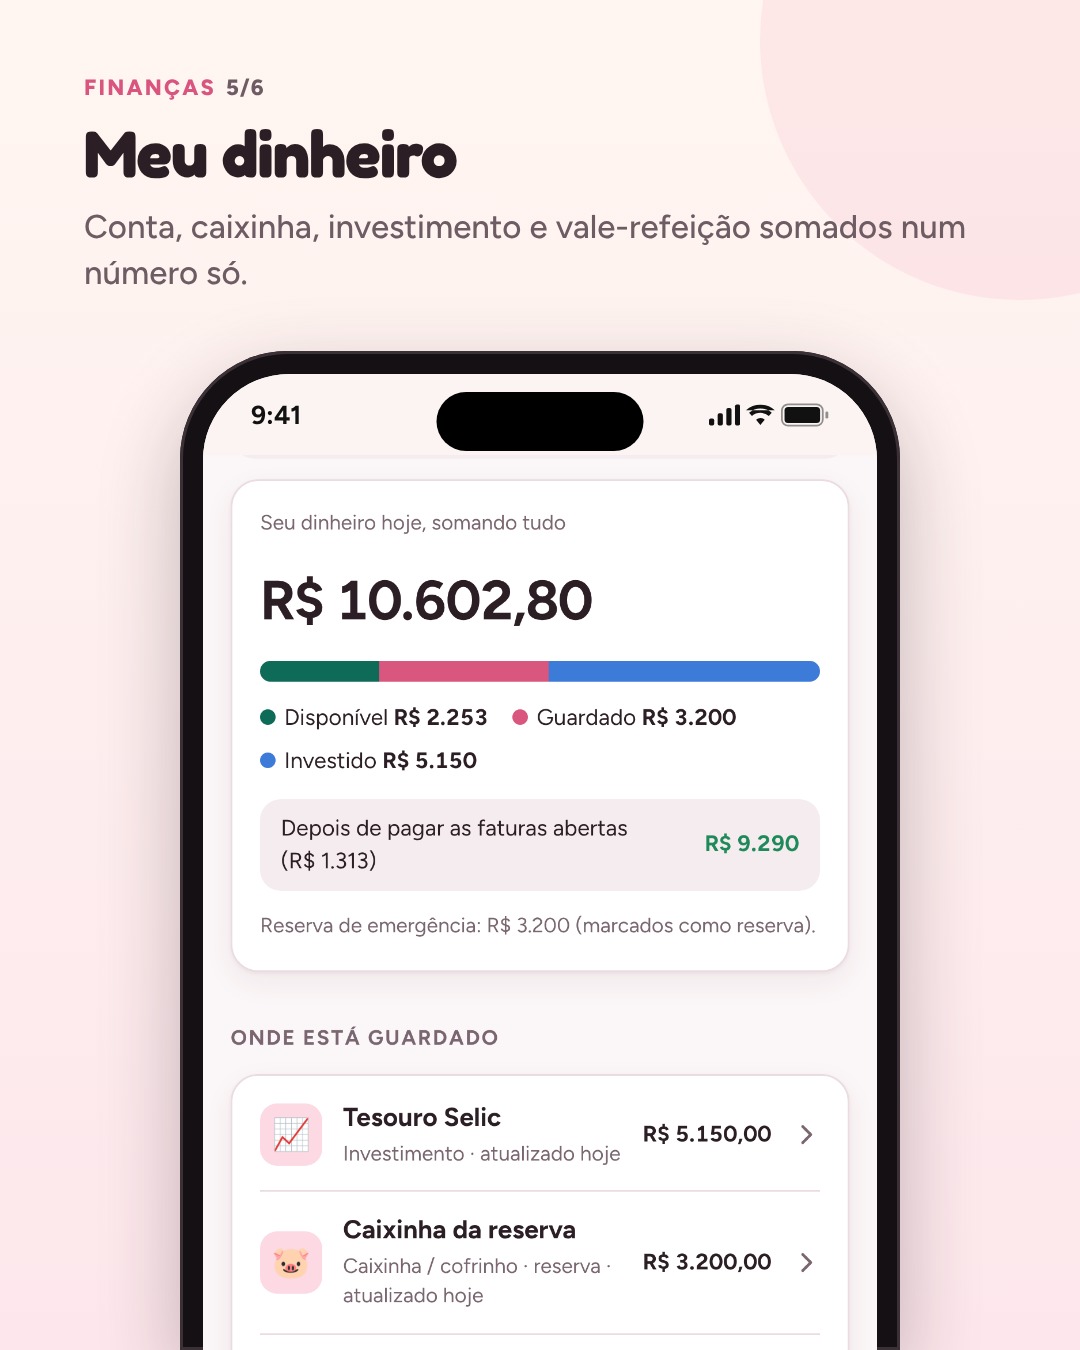 FINANÇAS 5/6
Meu dinheiro
Conta, caixinha, investimento e vale-refeição somados num
número só.
9:41
Seu dinheiro hoje, somando tudo
R$ 10.602,80
Disponível R$ 2.253 Guardado R$ 3.200
Investido R$ 5.150
Depois de pagar as faturas abertas
(R$ 1.313)
R$ 9.290
Reserva de emergência: R$ 3.200 (marcados como reserva).
ONDE ESTÁ GUARDADO
Tesouro Selic
Investimento · atualizado hoje
R$ 5.150,00
Caixinha da reserva
Caixinha / cofrinho · reserva ·
atualizado hoje
R$ 3.200,00